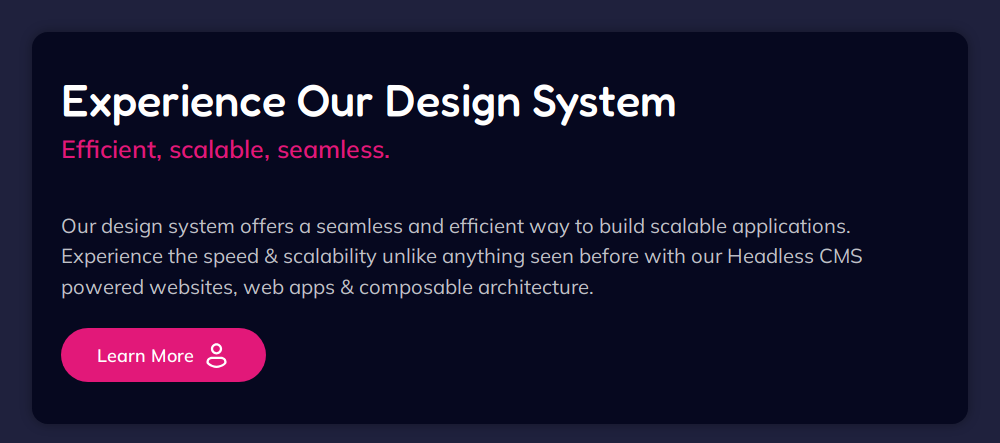 Experience Our Design System
Efficient, scalable, seamless.
Our design system offers a seamless and efficient way to build scalable applications.
Experience the speed & scalability unlike anything seen before with our Headless CMS
powered websites, web apps & composable architecture.
Learn More